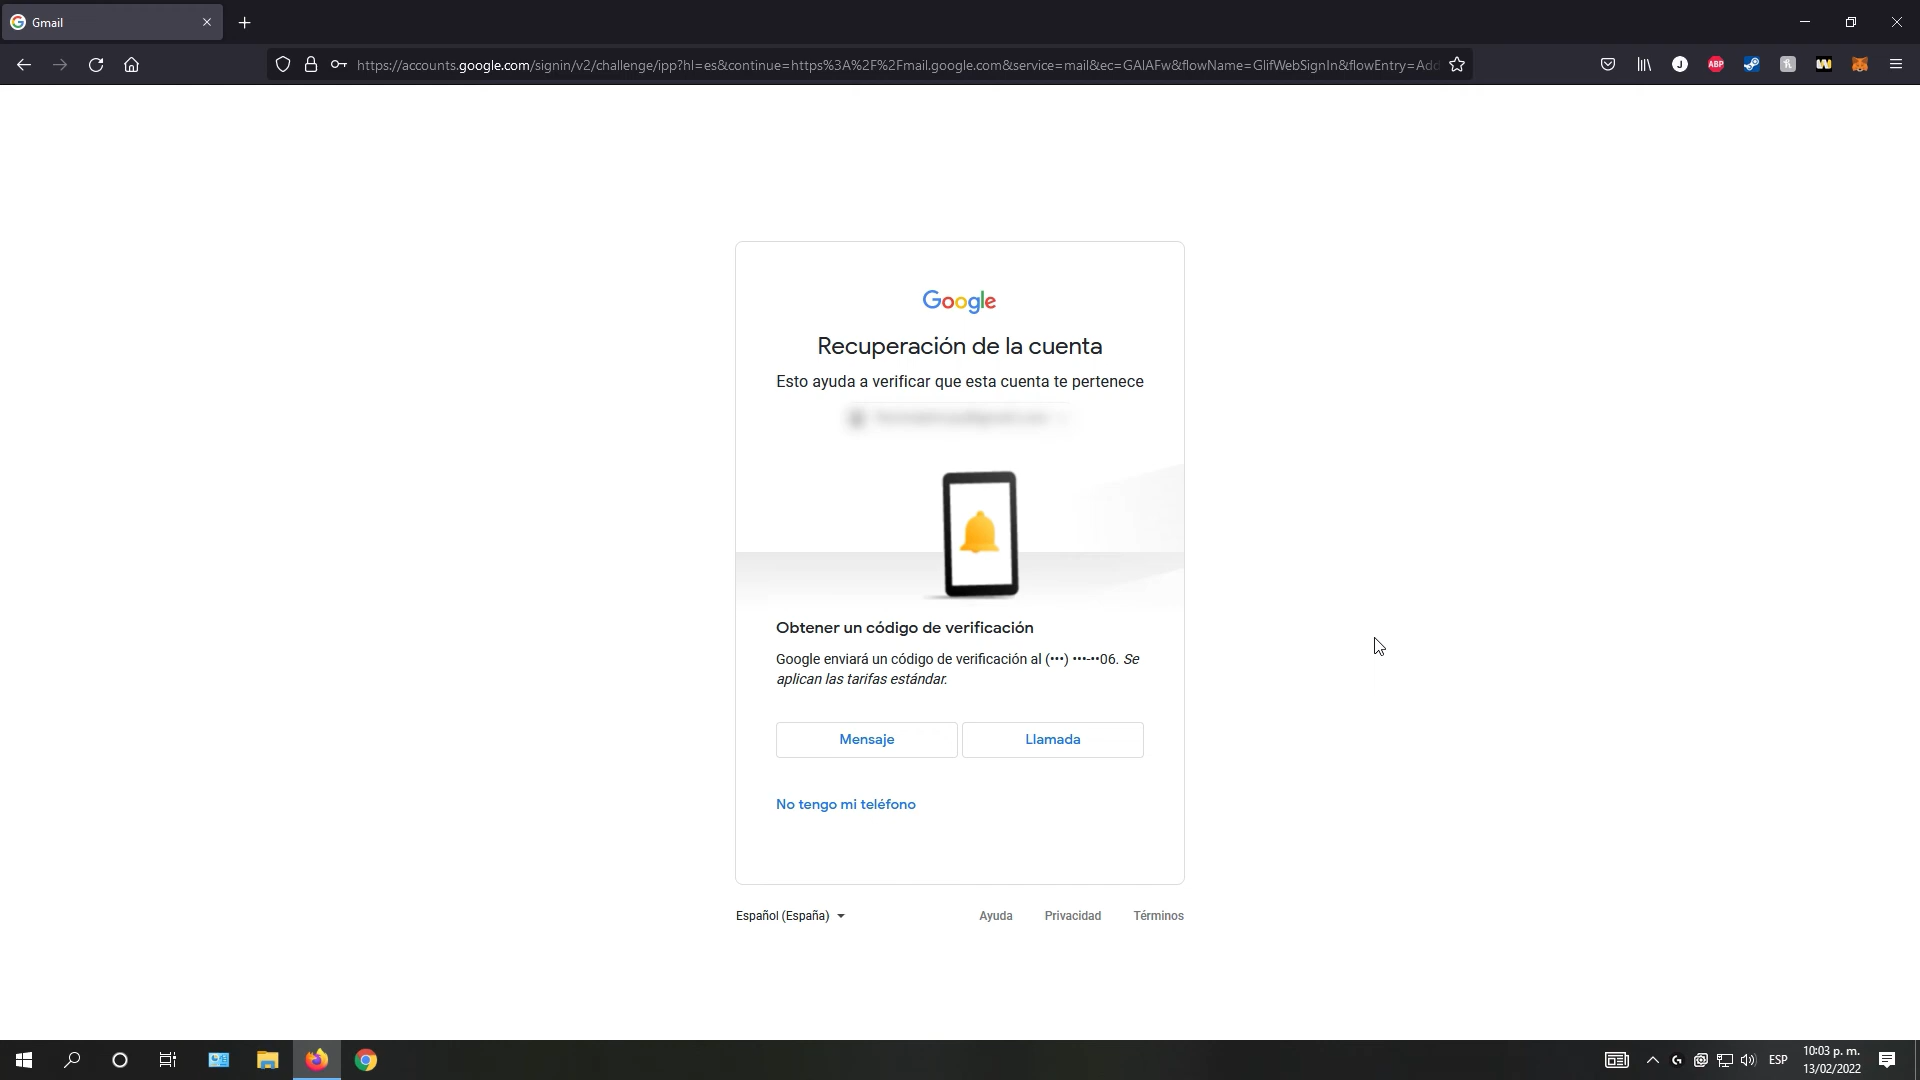 Gmail
https://accounts.google.com/signin/v2/challenge/ipp?hl=es&continue=https%3A%2F%2Fmail.google.com&service=mail&ec=GAlAFw&flowName=GlifWebSignIn&flowEntry=Add
ABP
Google
Recuperación de la cuenta
Esto ayuda a verificar que esta cuenta te pertenece
Obtener un código de verificación
Google enviará un código de verificación al (•••) •••-••06. Se
aplican las tarifas estándar.
Mensaje Llamada
No tengo mi teléfono
Español (España) Ayuda Privacidad Términos
ESP
10:03 p. m.
13/02/2022